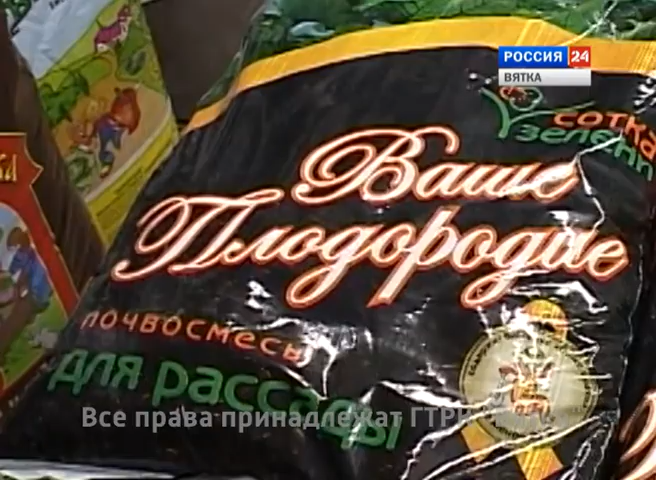 РОССИЯ 24
ВЯТКА
СОТКА
зелени
Ваше
Плодородие
почвосмесь
для рассады
Все права принадлежат ГТРК